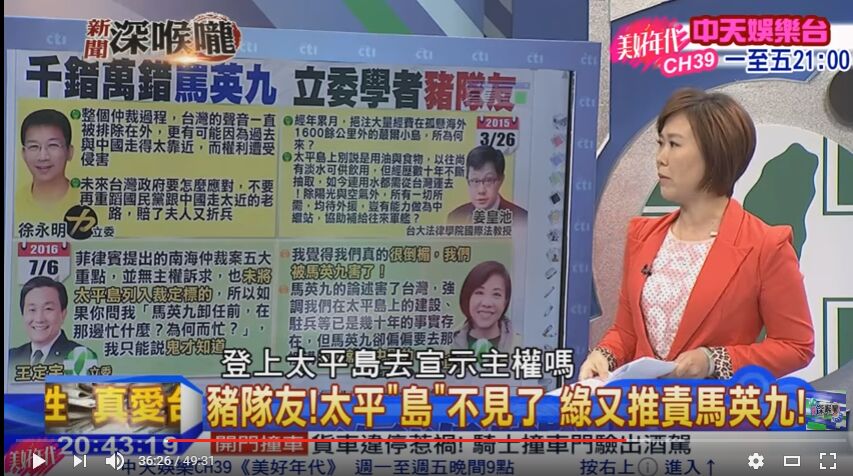 新聞深喉嚨
美好年代
CH39
中天娛樂台
一至五21:00
千錯萬錯罵英九
立委學者豬隊友
整個仲裁過程，台灣的聲音一直
被排除在外，更有可能因為過去
與中國走得太靠近，而權利遭受
侵害
未來台灣政府要怎麼應對，不要
再重蹈國民黨跟中國走太近的老
路，賠了夫人又折兵
徐永明 力 立委
2015
3/26
經年累月，挹注大量經費在孤懸海外
1600餘公里外的蕞爾小島，所為何
來？
太平島上別說是用油與食物，以往尚
有淡水可供飲用，但經歷數十年不斷
抽取，如今連用水都需從台灣運去
！除陽光與空氣外，所有一切所
需，均待外援，豈有能力做為中
繼站，協助補給往來軍艦？
姜皇池
台大法律學院國際法教授
2016
7/6
菲律賓提出的南海仲裁案五大
重點，並無主權訴求，也未將
太平島列入裁定標的，所以如
果你問我「馬英九卸任前，在
那邊忙什麼？為何而忙？」，
我只能說鬼才知道
王定宇 立委
我覺得我們真的很倒楣，我們
被馬英九害了！
馬英九的論述害了台灣，強
調我們在太平島上的建設、
駐兵等已是幾十年的事實存
在，但馬英九卻偏偏要去那
登上太平島去宣示主權嗎
真愛台
豬隊友!太平"島"不見了 綠又推責馬英九!
20:43:19
開門撞車 貨車違停惹禍! 騎士撞車門驗出酒駕
36:26 / 49:31
美好年代
中天娛樂CH39《美好年代》 週一至週五晚間9點
按右上ⓘ進入↑